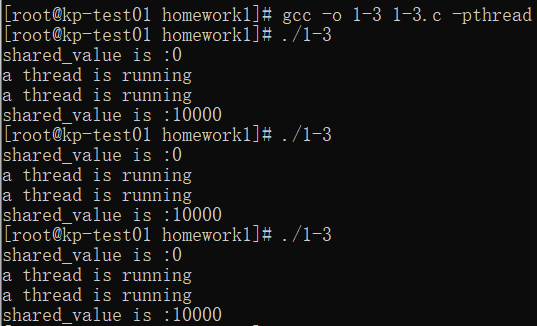 [root@kp-test01 homework1]# gcc -o 1-3 1-3.c -pthread
[root@kp-test01 homework1]# ./1-3
shared_value is :0
a thread is running
a thread is running
shared_value is :10000
[root@kp-test01 homework1]# ./1-3
shared_value is :0
a thread is running
a thread is running
shared_value is :10000
[root@kp-test01 homework1]# ./1-3
shared_value is :0
a thread is running
a thread is running
shared_value is :10000